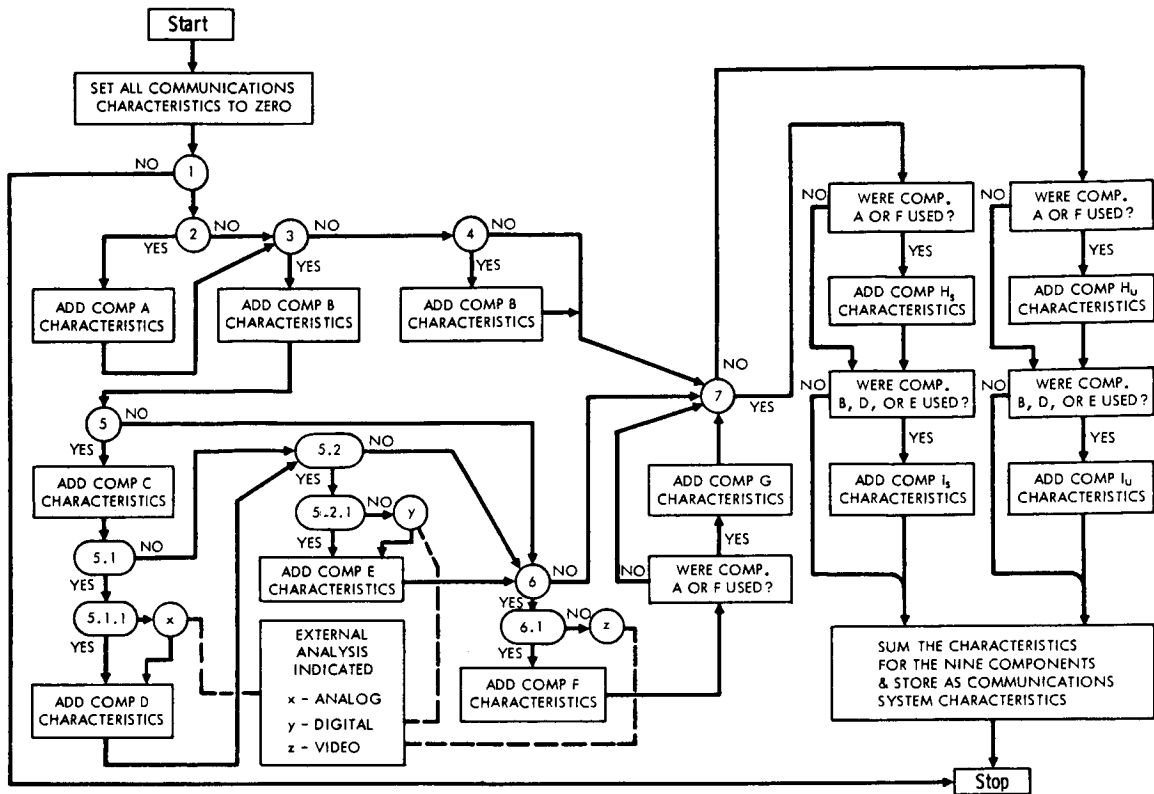 Start
SET ALL COMMUNICATIONS
CHARACTERISTICS TO ZERO
NO
1
2
NO
YES
3
NO
YES
4
NO
YES
ADD COMP A
CHARACTERISTICS
ADD COMP B
CHARACTERISTICS
ADD COMP B
CHARACTERISTICS
5
NO
YES
ADD COMP C
CHARACTERISTICS
5.1
NO
YES
5.1.1
x
YES
ADD COMP D
CHARACTERISTICS
5.2
NO
YES
5.2.1
NO
y
YES
ADD COMP E
CHARACTERISTICS
EXTERNAL
ANALYSIS
INDICATED
x - ANALOG
y - DIGITAL
z - VIDEO
6
NO
YES
6.1
NO
z
YES
ADD COMP F
CHARACTERISTICS
WERE COMP.
A OR F USED?
NO
YES
ADD COMP G
CHARACTERISTICS
7
NO
YES
WERE COMP.
A OR F USED?
NO
YES
ADD COMP Hs
CHARACTERISTICS
WERE COMP.
B, D, OR E USED?
NO
YES
ADD COMP Is
CHARACTERISTICS
WERE COMP.
A OR F USED?
NO
YES
ADD COMP HU
CHARACTERISTICS
WERE COMP.
B, D, OR E USED?
NO
YES
ADD COMP IU
CHARACTERISTICS
SUM THE CHARACTERISTICS
FOR THE NINE COMPONENTS
& STORE AS COMMUNICATIONS
SYSTEM CHARACTERISTICS
Stop